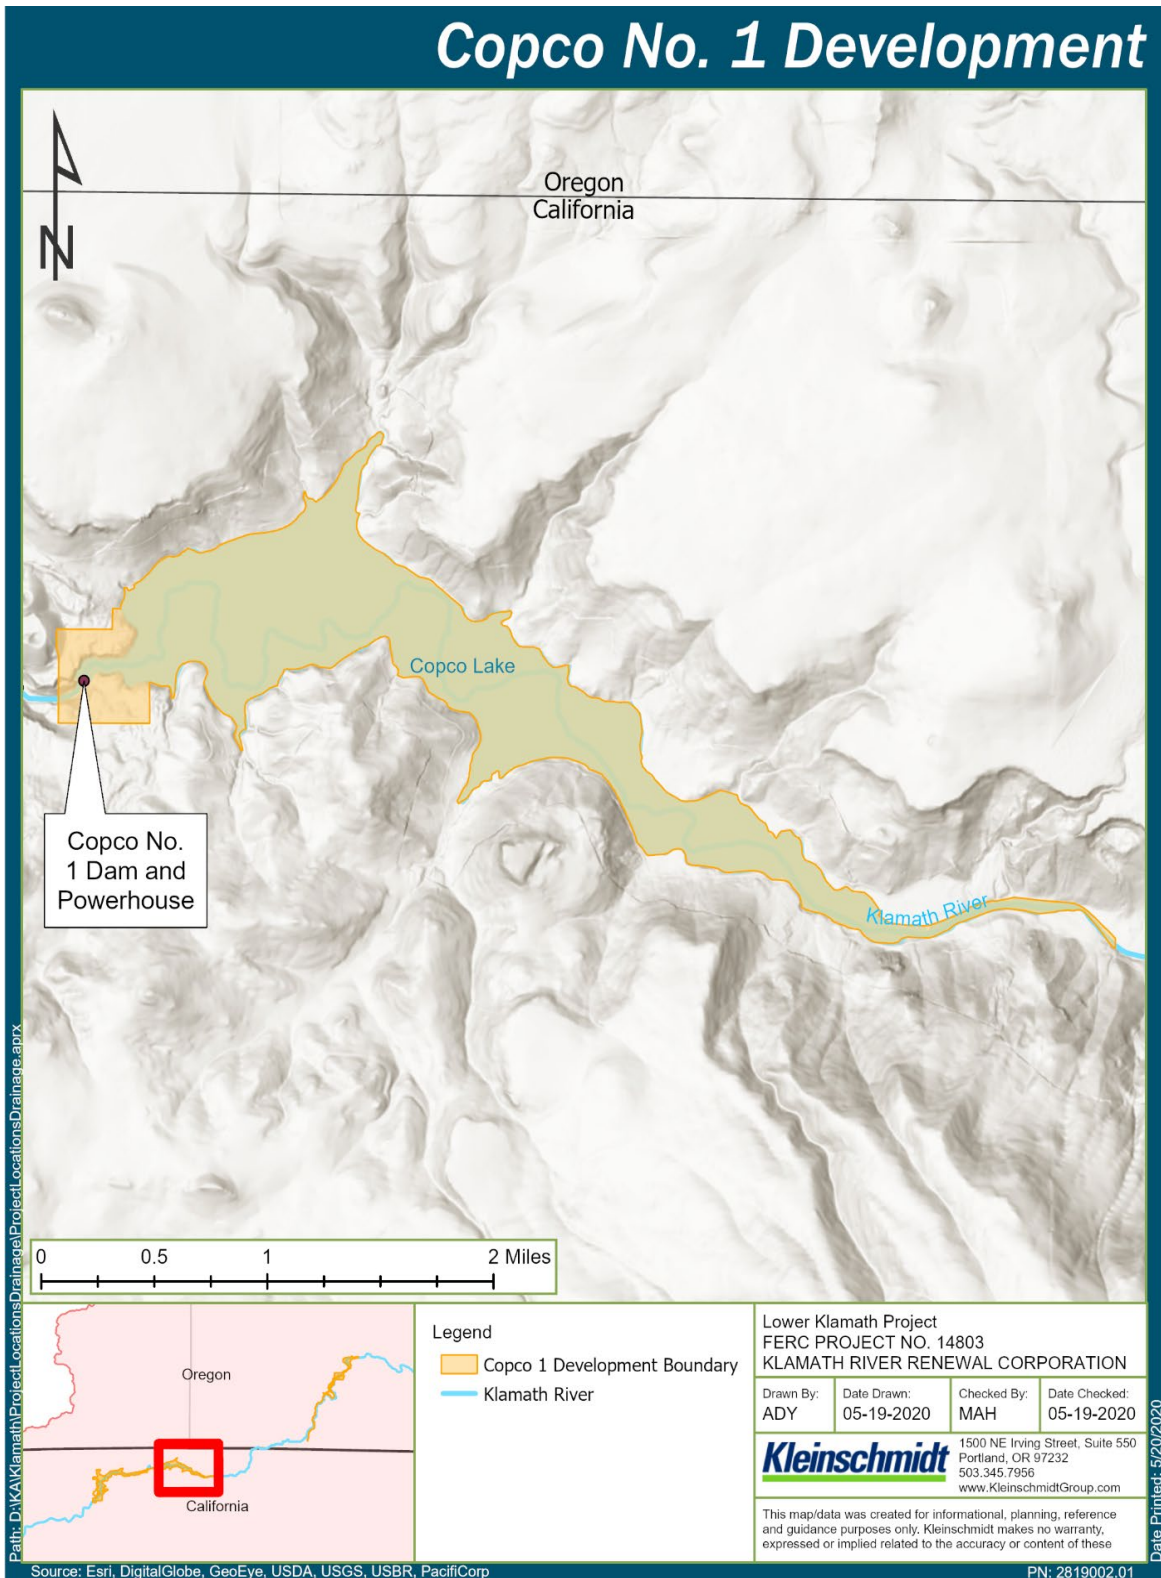 Copco No. 1 Development
N
Oregon
California
Copco Lake
Copco No.
1 Dam and
Powerhouse
Klamath River
0 0.5 1 2 Miles
Oregon
California
Legend
Copco 1 Development Boundary
Klamath River
Lower Klamath Project
FERC PROJECT NO. 14803
KLAMATH RIVER RENEWAL CORPORATION
Drawn By:
ADY
Date Drawn:
05-19-2020
Checked By:
MAH
Date Checked:
05-19-2020
Kleinschmidt
1500 NE Irving Street, Suite 550
Portland, OR 97232
503.345.7956
www.KleinschmidtGroup.com
This map/data was created for informational, planning, reference
and guidance purposes only. Kleinschmidt makes no warranty,
expressed or implied related to the accuracy or content of these
Path: D:\KA\Klamath\ProjectLocationsDrainage\ProjectLocationsDrainage.aprx
Date Printed: 5/20/2020
Source: Esri, DigitalGlobe, GeoEye, USDA, USGS, USBR, PacifiCorp
PN: 2819002.01